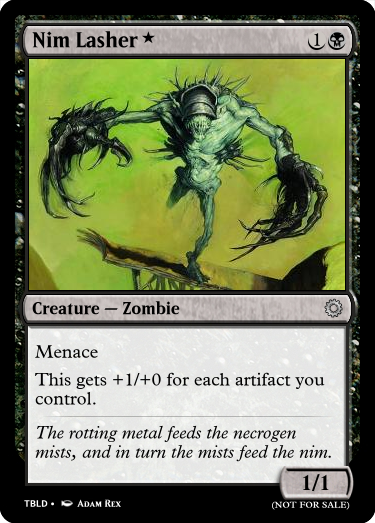 Nim Lasher ★ 1
Creature — Zombie
Menace
This gets +1/+0 for each artifact you
control.
The rotting metal feeds the necrogen
mists, and in turn the mists feed the nim.
1/1
TBLD • Adam Rex
(NOT FOR SALE)